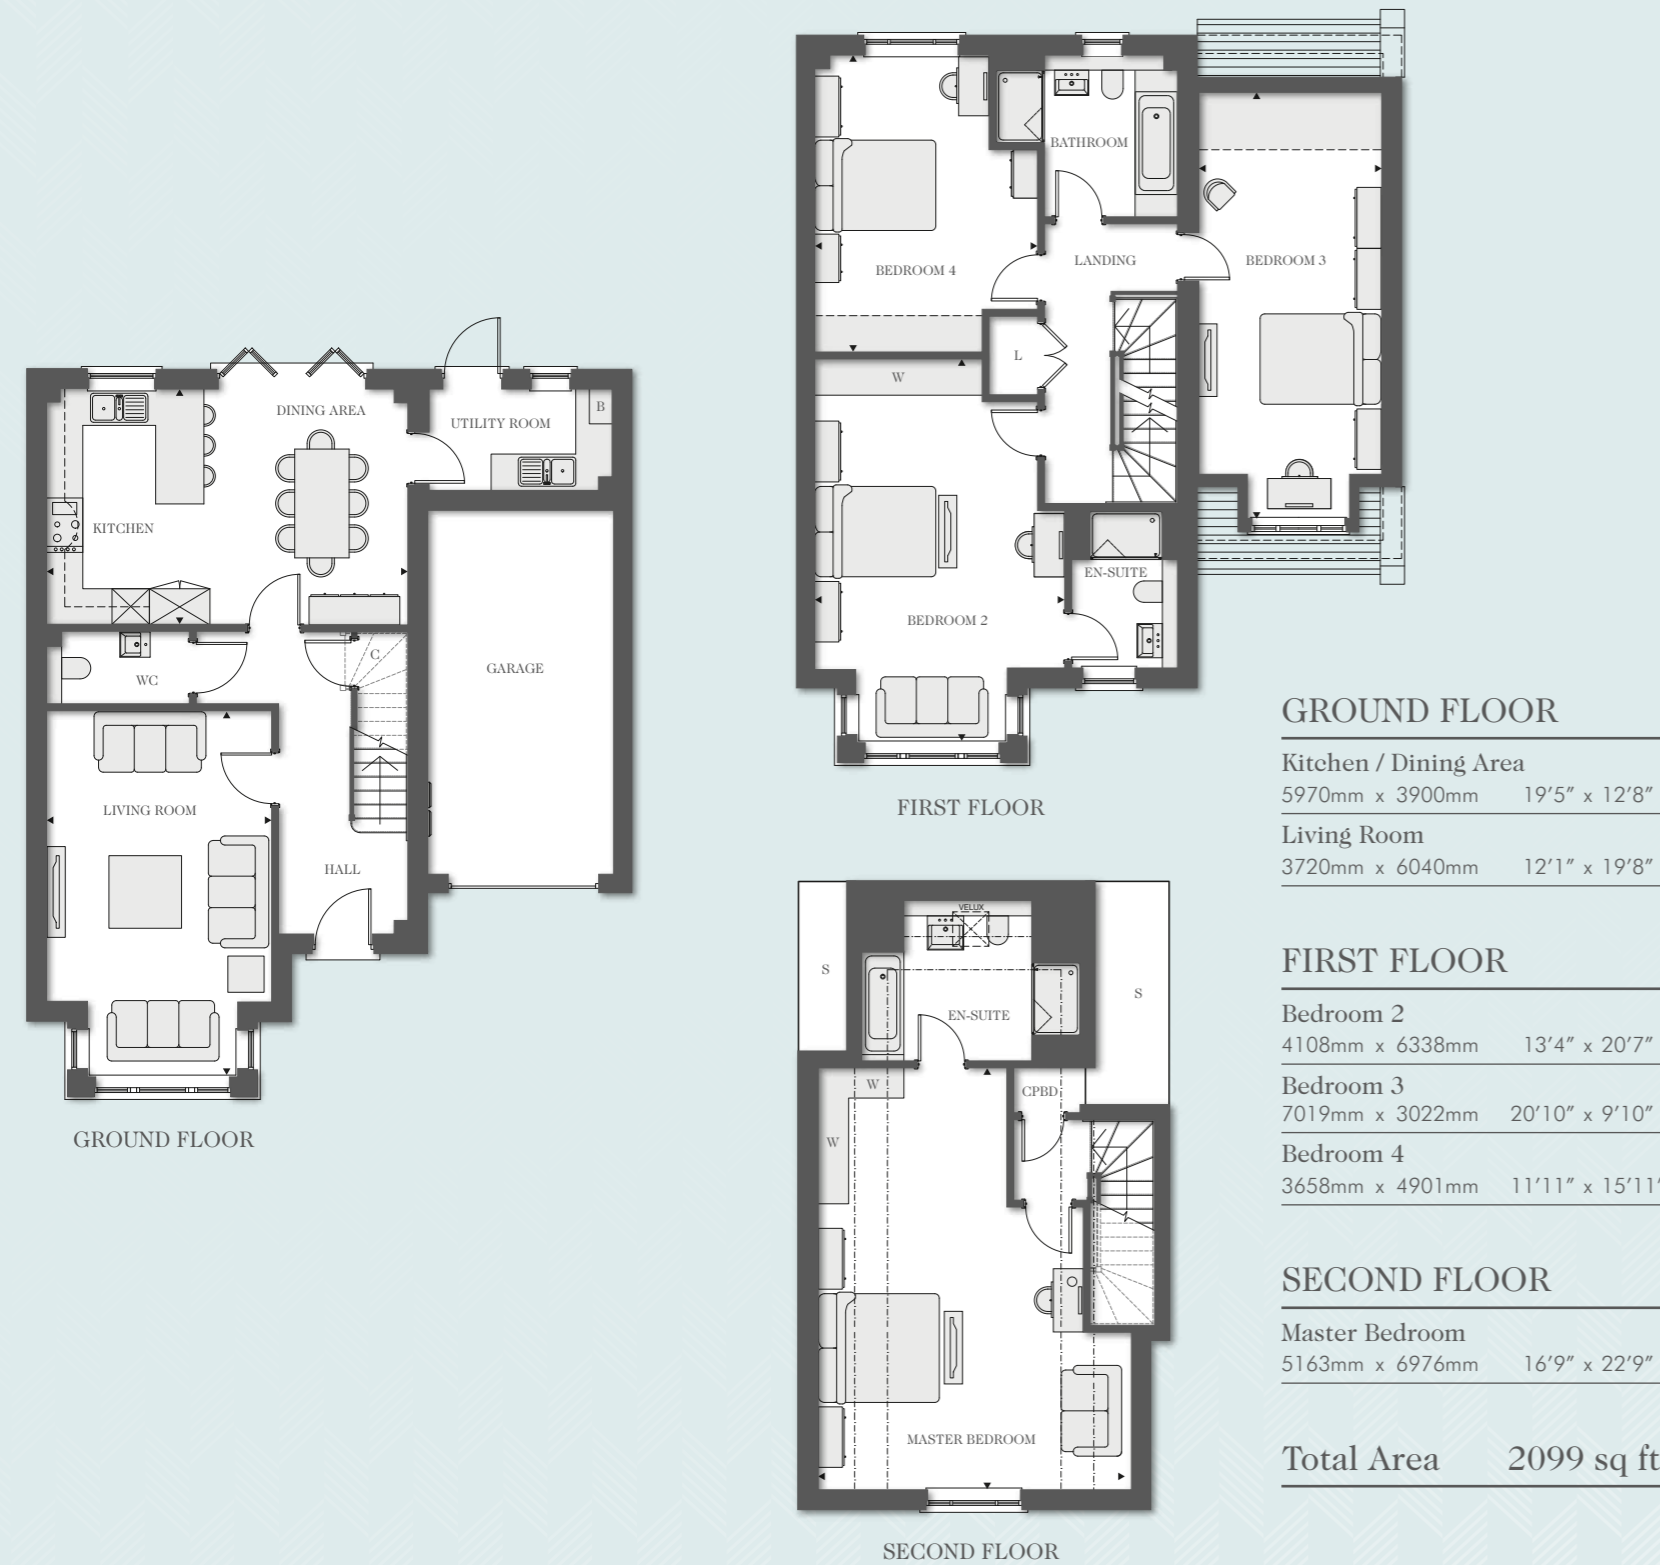 DINING AREA
UTILITY ROOM
B
KITCHEN
WC
C
GARAGE
LIVING ROOM
HALL
GROUND FLOOR
BATHROOM
BEDROOM 4
LANDING
BEDROOM 3
L
W
EN-SUITE
BEDROOM 2
FIRST FLOOR
VELUX
S
S
EN-SUITE
W
CPBD
W
MASTER BEDROOM
SECOND FLOOR
GROUND FLOOR
Kitchen / Dining Area
5970mm x 3900mm 19'5" x 12'8"
Living Room
3720mm x 6040mm 12'1" x 19'8"
FIRST FLOOR
Bedroom 2
4108mm x 6338mm 13'4" x 20'7"
Bedroom 3
7019mm x 3022mm 20'10" x 9'10"
Bedroom 4
3658mm x 4901mm 11'11" x 15'11"
SECOND FLOOR
Master Bedroom
5163mm x 6976mm 16'9" x 22'9"
Total Area 2099 sq ft